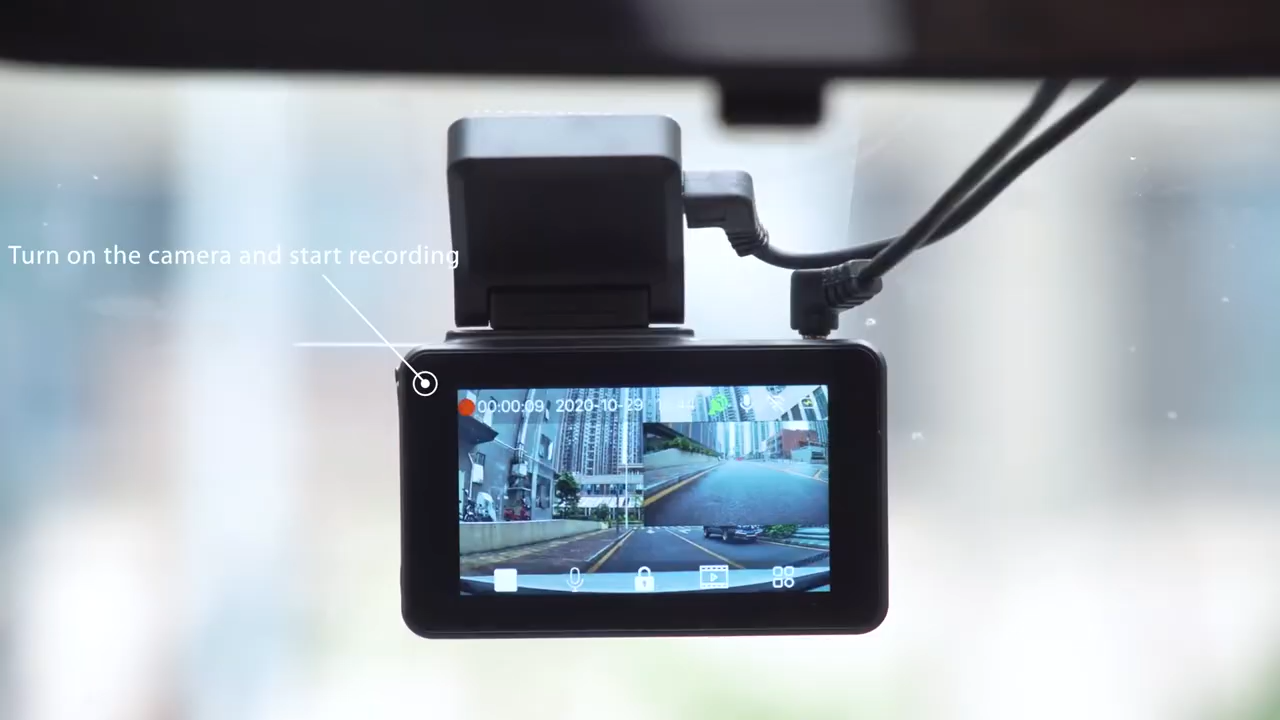 Turn on the camera and start recording
00:00:09 2020-10-29